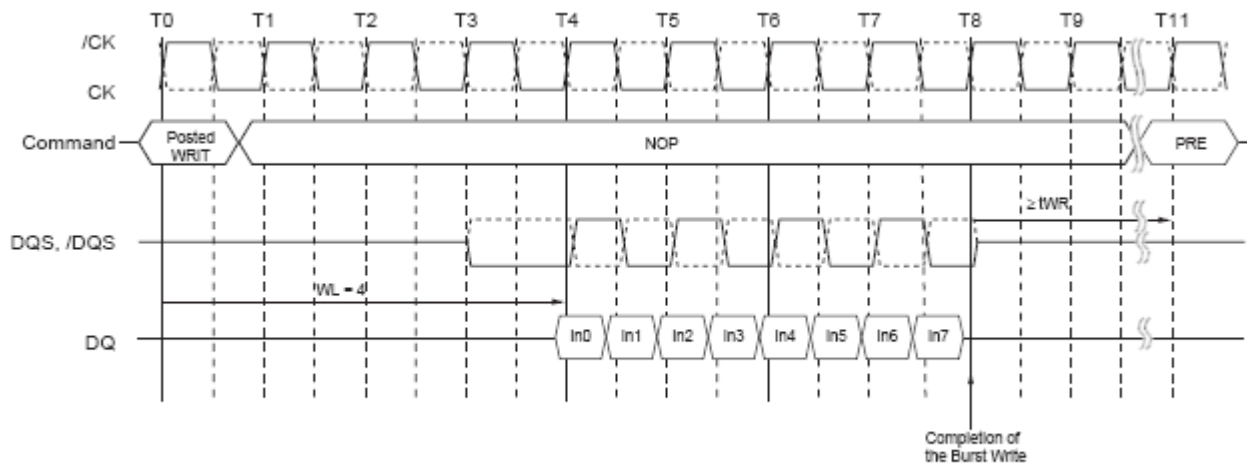 T0 T1 T2 T3 T4 T5 T6 T7 T8 T9 T11
/CK
CK
Command
Posted
WRIT
NOP
PRE
≥ tWR
DQS, /DQS
WL = 4
DQ
In0 In1 In2 In3 In4 In5 In6 In7
Completion of
the Burst Write